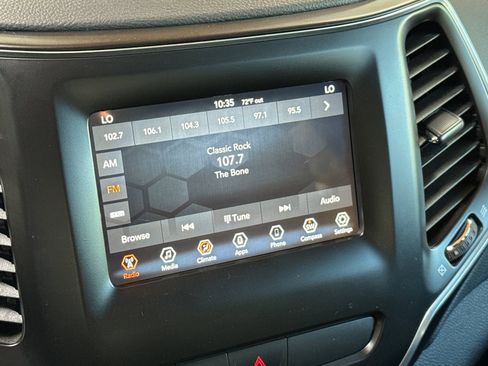 10:35 72°F out
LO LO
102.7 106.1 104.3 105.5 97.1 95.5
AM
FM
Classic Rock
107.7
The Bone
Browse Tune Audio
Radio Media Climate Apps Phone Compass Settings